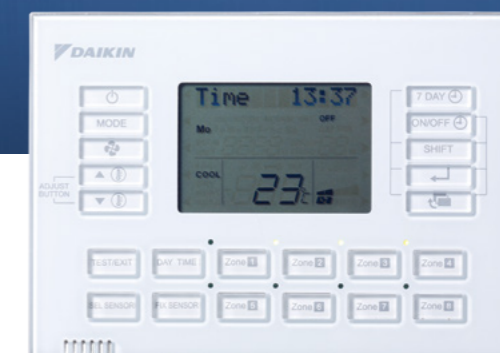 DAIKIN
Time 13:37
OFF
Mo
COOL
23c
MODE
ADJUST
BUTTON
7 DAY
ON/OFF
SHIFT
TEST/EXIT
DAY TIME
Zone 1
Zone 2
Zone 3
Zone 4
SEL SENSOR
FIX SENSOR
Zone 5
Zone 6
Zone 7
Zone 8